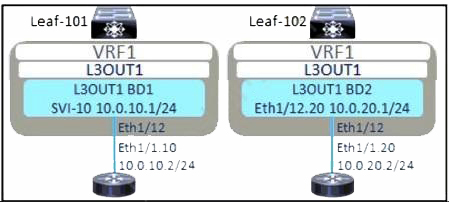 Leaf-101
VRF1
L3OUT1
L3OUT1 BD1
SVI-10 10.0.10.1/24
Eth1/12
Eth1/1.10
10.0.10.2/24
Leaf-102
VRF1
L3OUT1
L3OUT1 BD2
Eth1/12.20 10.0.20.1/24
Eth1/12
Eth1/1.20
10.0.20.2/24